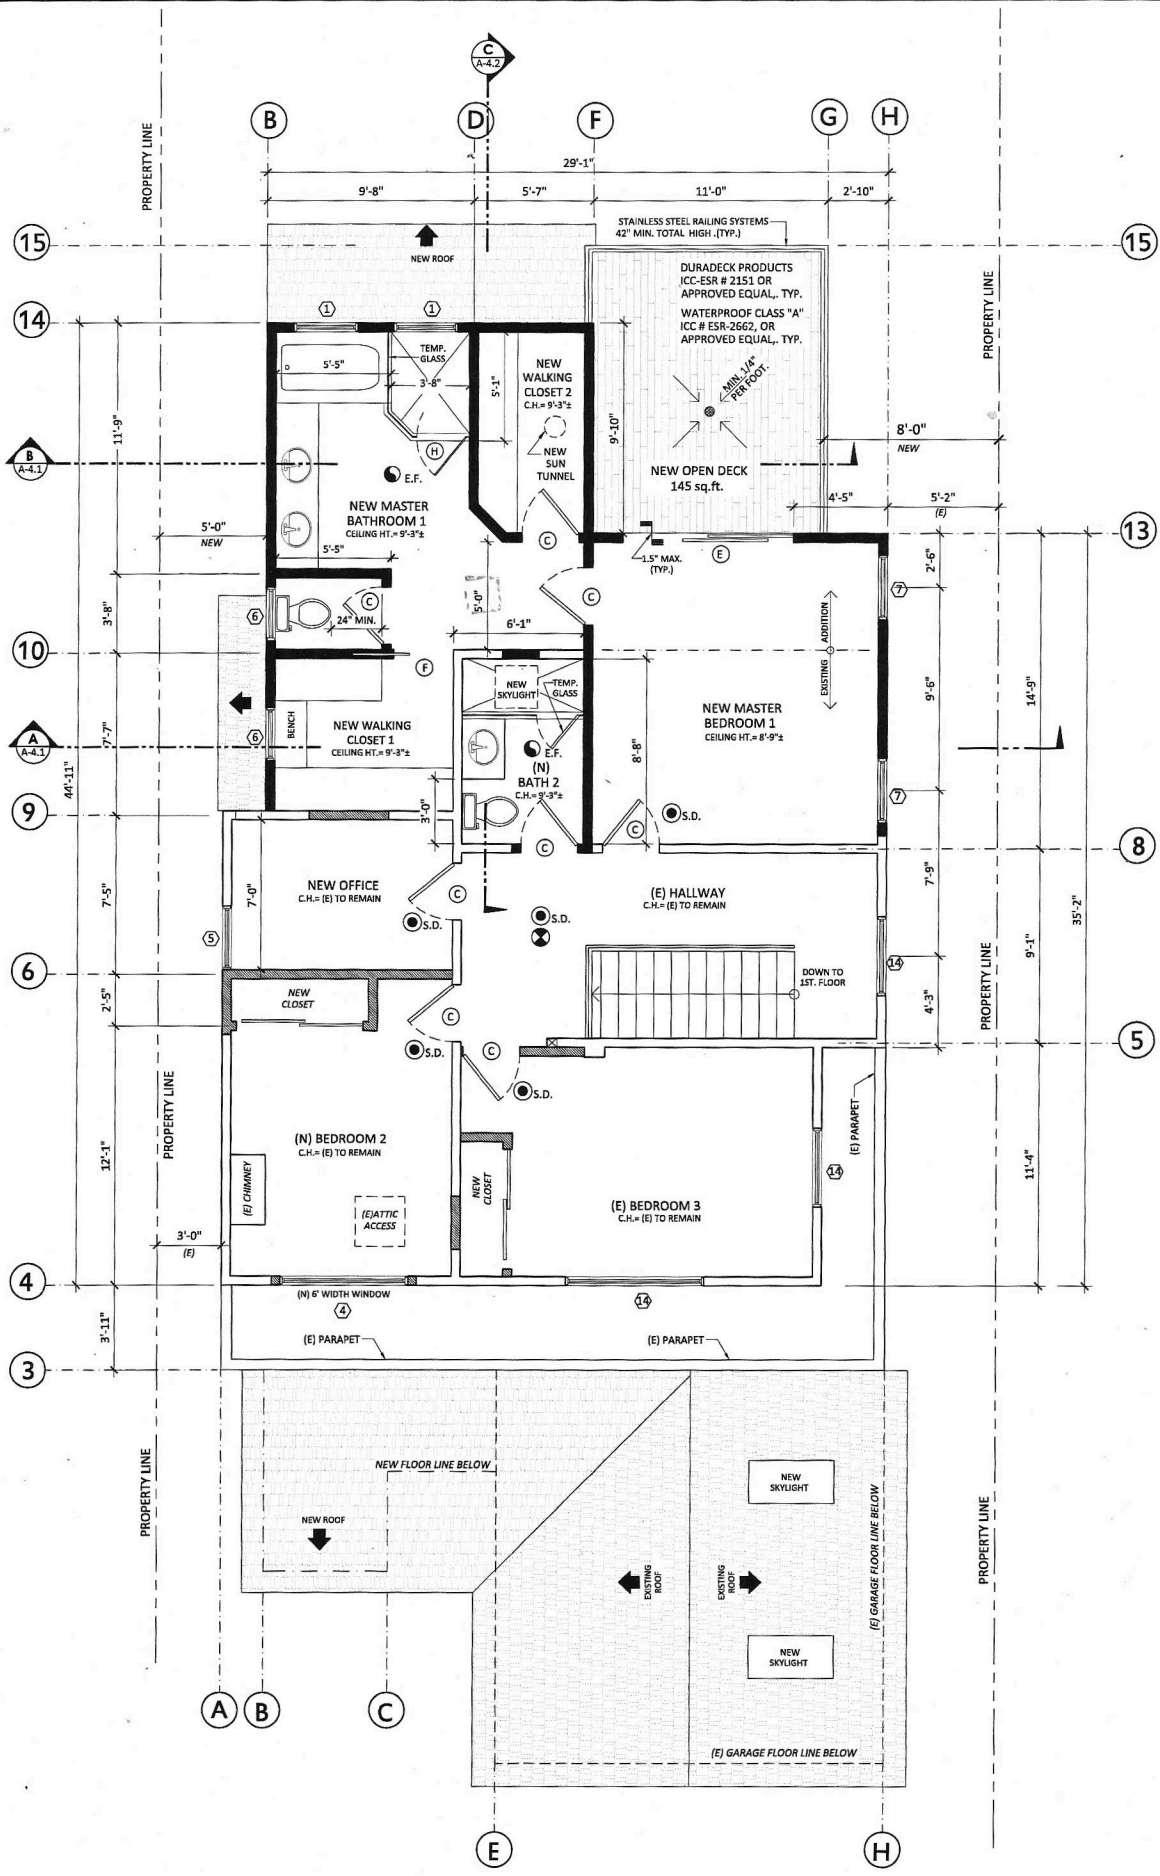 C
A-4.2
B
D
F
G
H
29'-1"
9'-8"
5'-7"
11'-0"
2'-10"
PROPERTY LINE
15
STAINLESS STEEL RAILING SYSTEMS
42" MIN. TOTAL HIGH .(TYP.)
15
NEW ROOF
DURADECK PRODUCTS
ICC-ESR # 2151 OR
APPROVED EQUAL,. TYP.
WATERPROOF CLASS "A"
ICC # ESR-2662, OR
APPROVED EQUAL,. TYP.
PROPERTY LINE
14
1
1
TEMP.
GLASS
5'-5"
3'-8"
5'-1"
NEW
WALKING
CLOSET 2
C.H.= 9'-3"±
MIN. 1/4"
PER FOOT.
11'-9"
9'-10"
8'-0"
NEW
B
A-4.1
H
NEW
SUN
TUNNEL
E.F.
NEW OPEN DECK
145 sq.ft.
4'-5"
5'-2"
(E)
NEW MASTER
BATHROOM 1
CEILING HT.= 9'-3"±
5'-0"
NEW
5'-5"
C
1.5" MAX.
(TYP.)
E
13
2'-6"
3'-8"
6
C
24" MIN.
5'-0"
C
7
6'-1"
EXISTING
ADDITION
10
F
NEW
SKYLIGHT
TEMP.
GLASS
9'-6"
14'-9"
NEW MASTER
BEDROOM 1
CEILING HT.= 8'-9"±
A
A-4.1
7'-7"
6
BENCH
NEW WALKING
CLOSET 1
CEILING HT.= 9'-3"±
E.F.
(N)
BATH 2
C.H.= 9'-3"±
8'-8"
44'-11"
3'-0"
7
9
S.D.
C
C
8
7'-5"
7'-0"
NEW OFFICE
C.H.= (E) TO REMAIN
C
(E) HALLWAY
C.H.= (E) TO REMAIN
7'-9"
35'-2"
S.D.
S.D.
5
9'-1"
14
6
DOWN TO
1ST. FLOOR
PROPERTY LINE
2'-5"
NEW
CLOSET
C
4'-3"
S.D.
C
5
S.D.
PROPERTY LINE
(E) PARAPET
12'-1"
(N) BEDROOM 2
C.H.= (E) TO REMAIN
11'-4"
14
(E) CHIMNEY
NEW
CLOSET
(E)ATTIC
ACCESS
(E) BEDROOM 3
C.H.= (E) TO REMAIN
3'-0"
(E)
4
(N) 6' WIDTH WINDOW
4
14
3'-11"
(E) PARAPET
(E) PARAPET
3
PROPERTY LINE
NEW FLOOR LINE BELOW
NEW
SKYLIGHT
(E) GARAGE FLOOR LINE BELOW
PROPERTY LINE
NEW ROOF
EXISTING
ROOF
EXISTING
ROOF
NEW
SKYLIGHT
A
B
C
(E) GARAGE FLOOR LINE BELOW
E
H